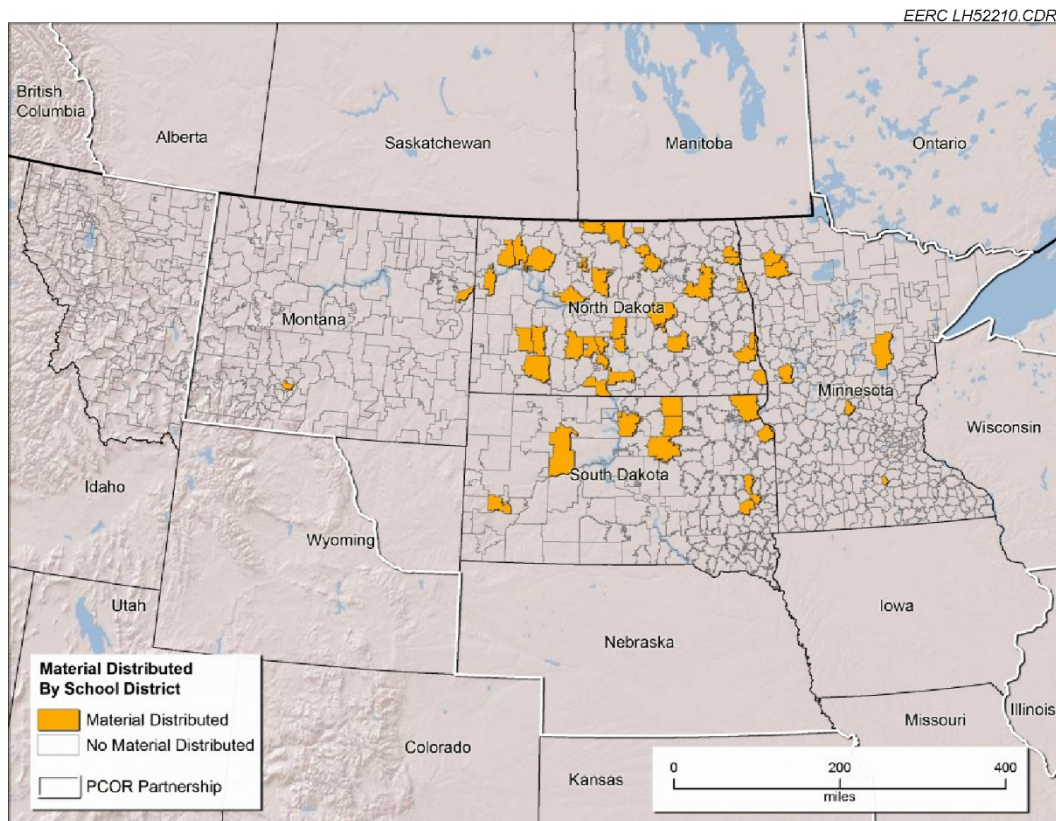 EERC LH52210.CDR
British
Columbia
Alberta
Saskatchewan
Manitoba
Ontario
Montana
North Dakota
Minnesota
Wisconsin
South Dakota
Idaho
Wyoming
Utah
Iowa
Nebraska
Colorado
Kansas
Missouri
Illinois
Material Distributed
By School District
Material Distributed
No Material Distributed
PCOR Partnership
0 200 400
miles